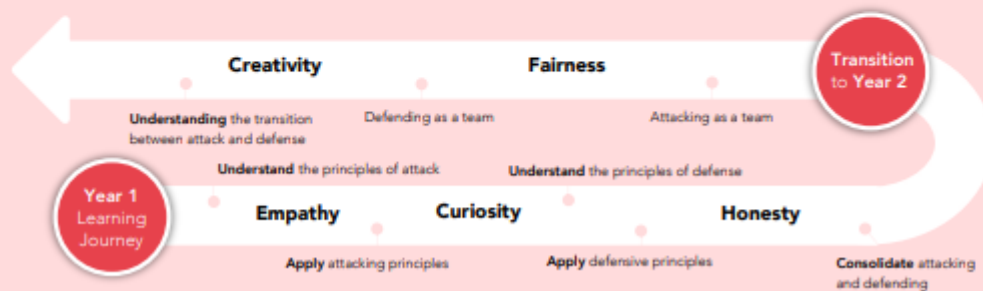 Creativity
Fairness
Transition
to Year 2
Understanding the transition
between attack and defense
Defending as a team
Attacking as a team
Understand the principles of attack
Understand the principles of defense
Year 1
Learning
Journey
Empathy
Curiosity
Honesty
Apply attacking principles
Apply defensive principles
Consolidate attacking
and defending